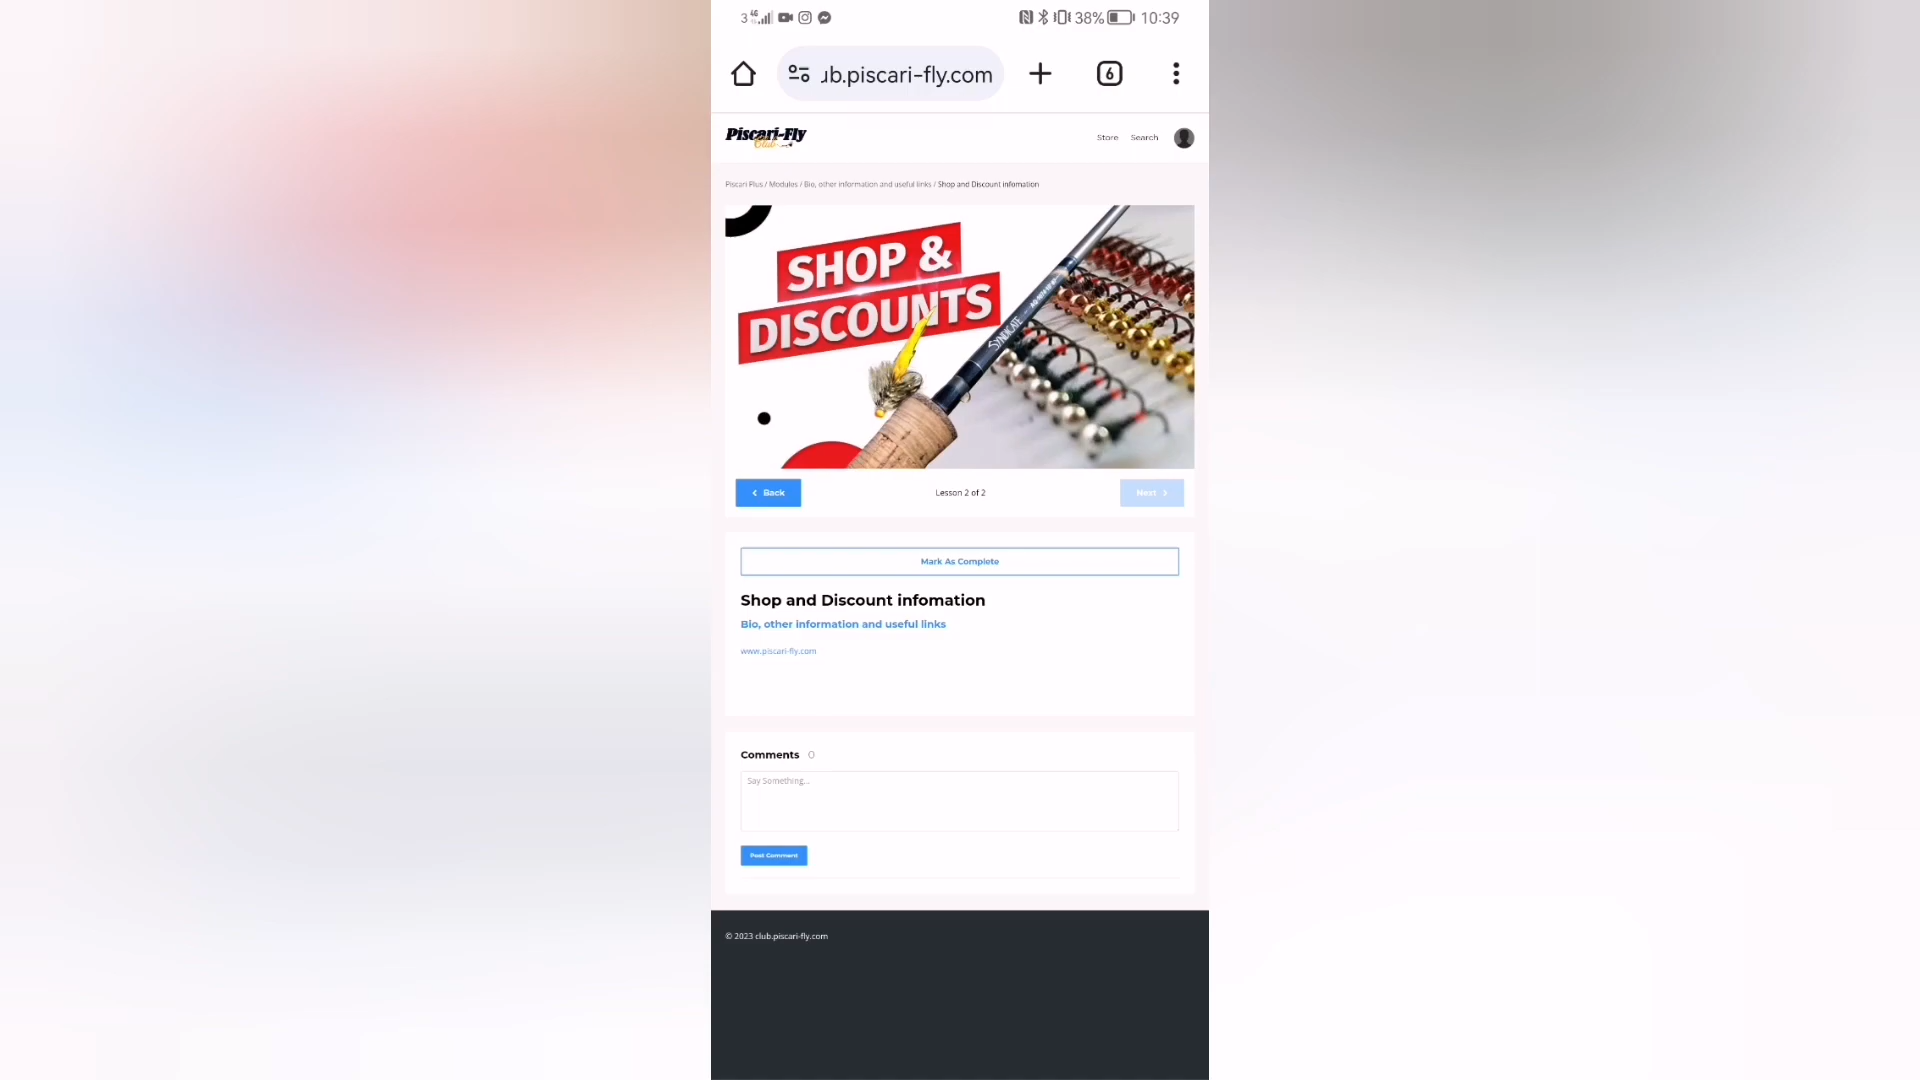 3 4G 38% 10:39
ub.piscari-fly.com 6
Piscari-Fly
Club
Store Search
Piscari Plus / Modules / Bio, other information and useful links / Shop and Discount infomation
SHOP &
DISCOUNTS
SYNDICATE
Back Lesson 2 of 2 Next
Mark As Complete
Shop and Discount infomation
Bio, other information and useful links
www.piscari-fly.com
Comments 0
Say Something...
Post Comment
© 2023 club.piscari-fly.com